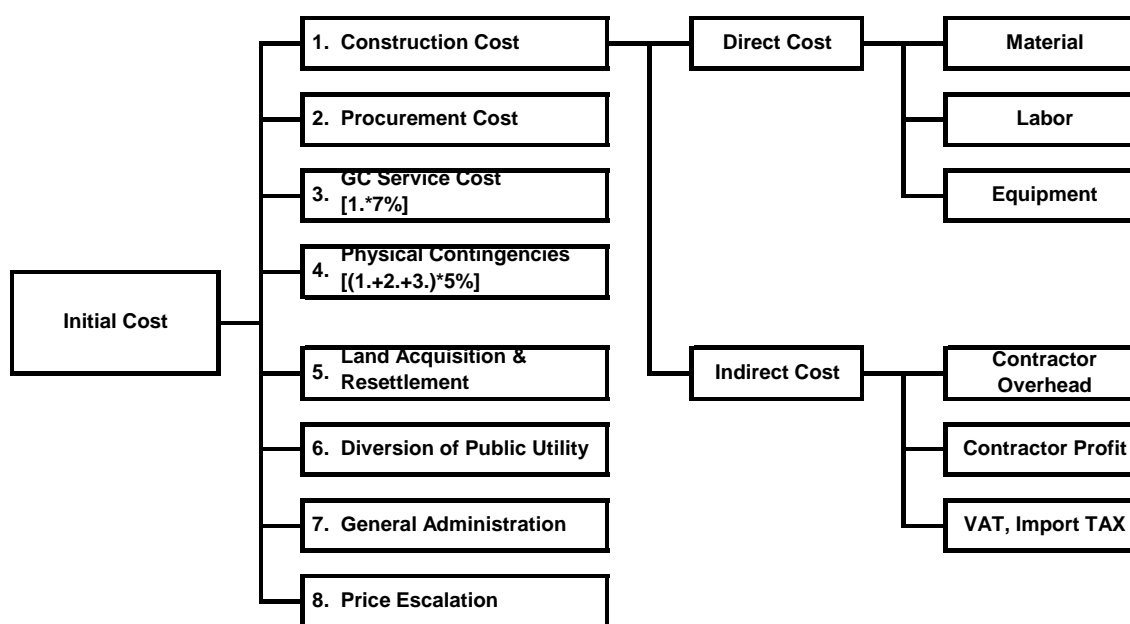 1. Construction Cost
Direct Cost
Material
2. Procurement Cost
Labor
3. GC Service Cost
[1.*7%]
Equipment
4. Physical Contingencies
[(1.+2.+3.)*5%]
Initial Cost
5. Land Acquisition &
Resettlement
Indirect Cost
Contractor
Overhead
6. Diversion of Public Utility
Contractor Profit
7. General Administration
VAT, Import TAX
8. Price Escalation